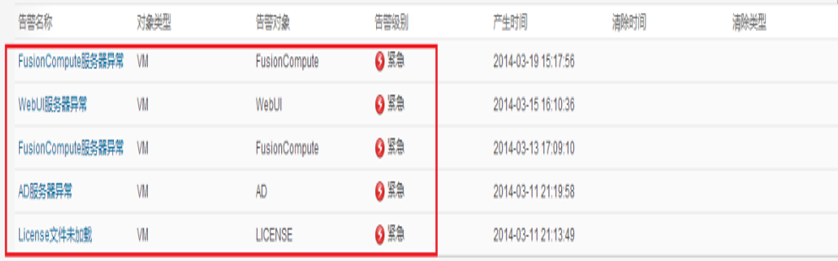 告警名称 对象类型 告警对象 告警级别 产生时间 清除时间 清除类型
FusionCompute服务器异常 VM FusionCompute 紧急 2014-03-19 15:17:56
WebUI服务器异常 VM WebUI 紧急 2014-03-15 16:10:36
FusionCompute服务器异常 VM FusionCompute 紧急 2014-03-13 17:09:10
AD服务器异常 VM AD 紧急 2014-03-11 21:19:58
License文件未加载 VM LICENSE 紧急 2014-03-11 21:13:49